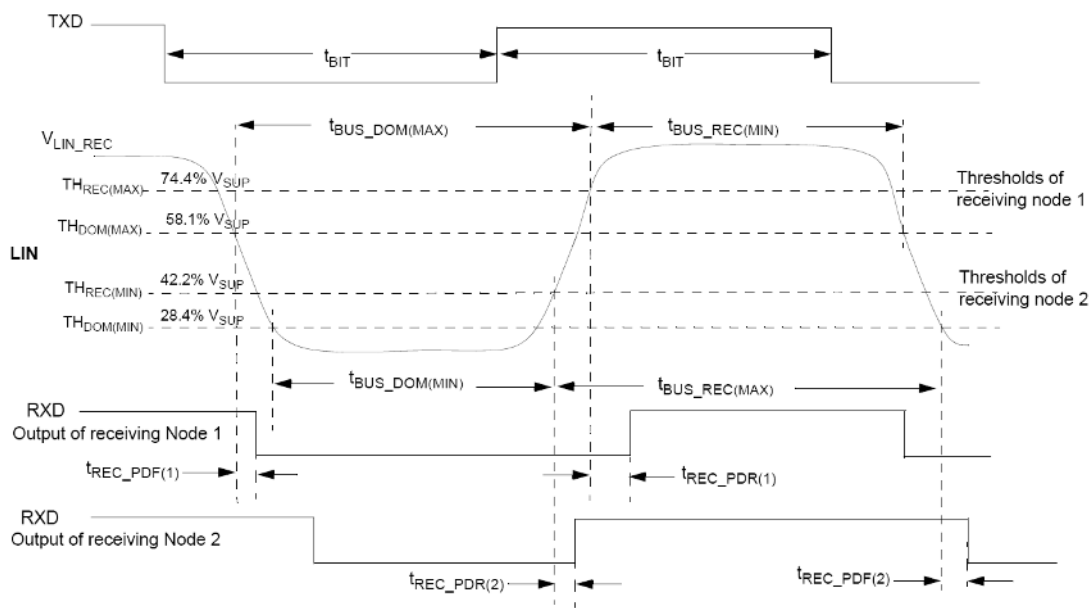 TXD
tBIT
tBIT
tBUS_DOM(MAX)
tBUS_REC(MIN)
VLIN_REC
THREC(MAX) 74.4% VSUP
Thresholds of
receiving node 1
THDOM(MAX) 58.1% VSUP
LIN
THREC(MIN) 42.2% VSUP
Thresholds of
receiving node 2
THDOM(MIN) 28.4% VSUP
tBUS_DOM(MIN)
tBUS_REC(MAX)
RXD
Output of receiving Node 1
tREC_PDF(1)
tREC_PDR(1)
RXD
Output of receiving Node 2
tREC_PDR(2)
tREC_PDF(2)